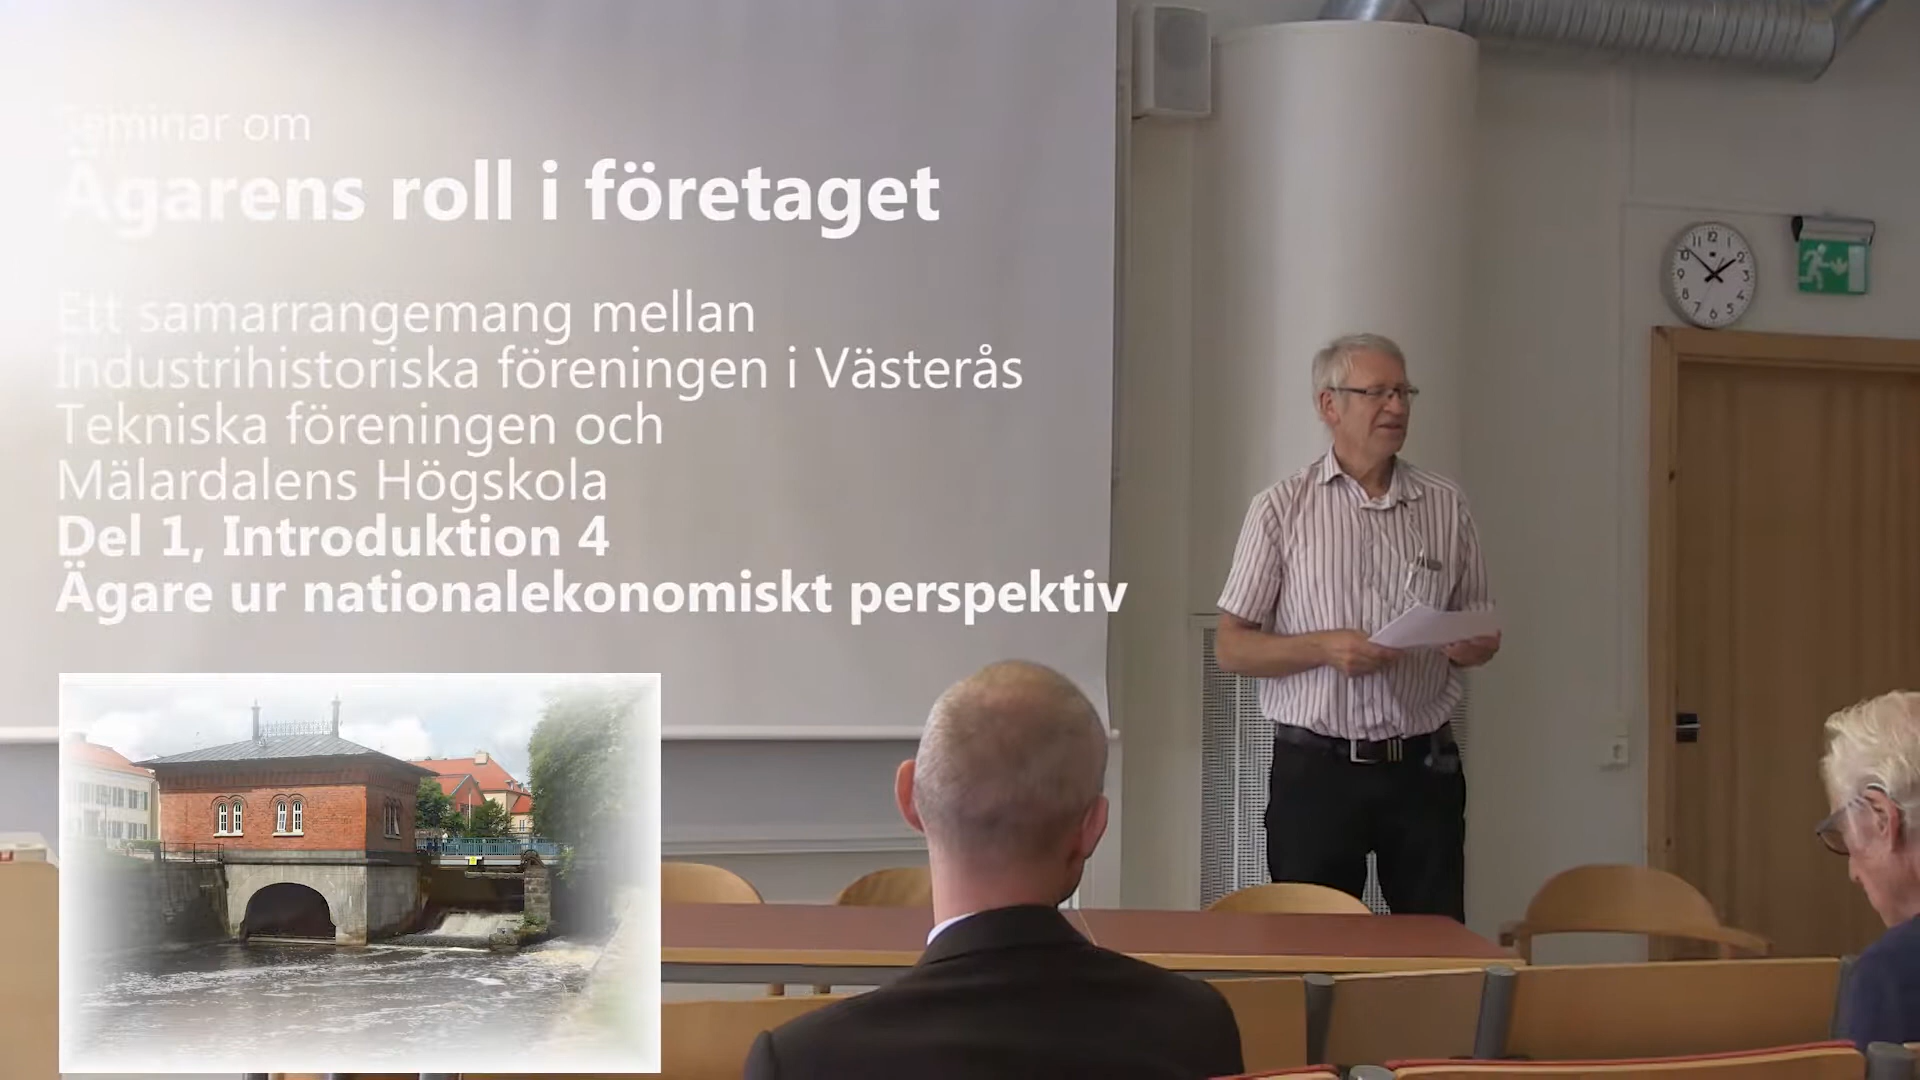 Seminar om
Ägarens roll i företaget
Ett samarrangemang mellan
Industrihistoriska föreningen i Västerås
Tekniska föreningen och
Mälardalens Högskola
Del 1, Introduktion 4
Ägare ur nationalekonomiskt perspektiv